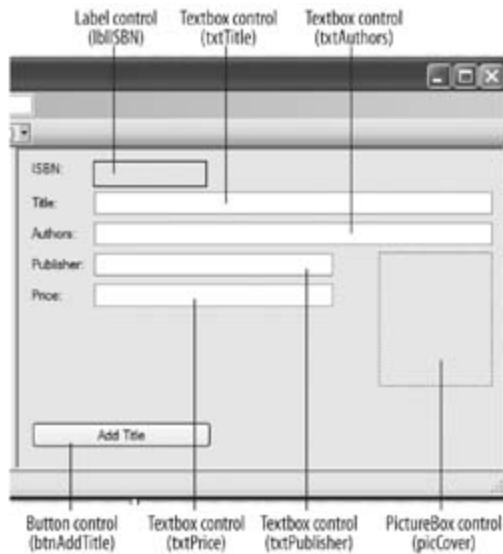 Label control
(lblISBN)
Textbox control
(txtTitle)
Textbox control
(txtAuthors)
ISBN:
Title:
Authors:
Publisher:
Price:
Add Title
Button control
(btnAddTitle)
Textbox control
(txtPrice)
Textbox control
(txtPublisher)
PictureBox control
(picCover)